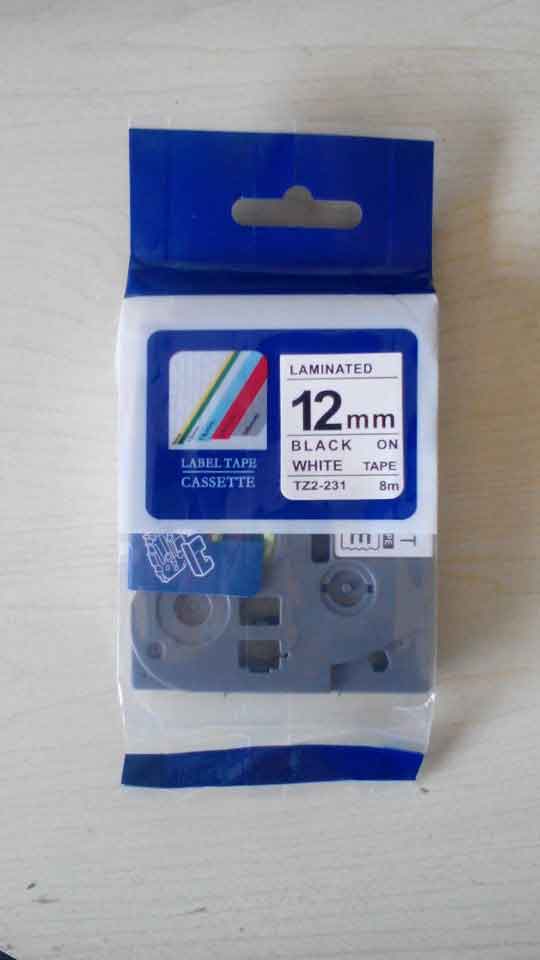 LAMINATED
12mm
BLACK ON
WHITE TAPE
TZ2-231 8m
LABEL TAPE
CASSETTE